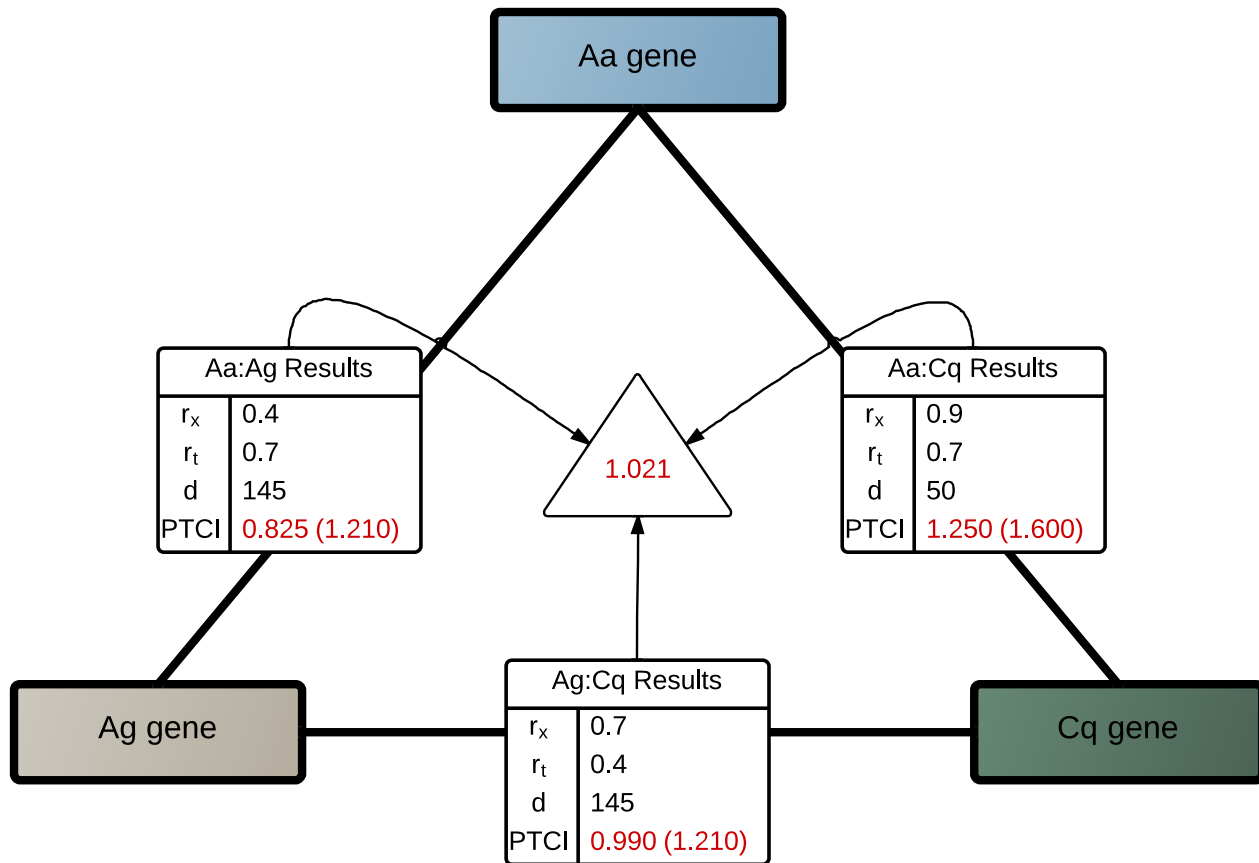 Aa gene
Aa:Ag Results
rₓ 0.4
rₜ 0.7
d 145
PTCI 0.825 (1.210)
1.021
Aa:Cq Results
rₓ 0.9
rₜ 0.7
d 50
PTCI 1.250 (1.600)
Ag gene
Ag:Cq Results
rₓ 0.7
rₜ 0.4
d 145
PTCI 0.990 (1.210)
Cq gene